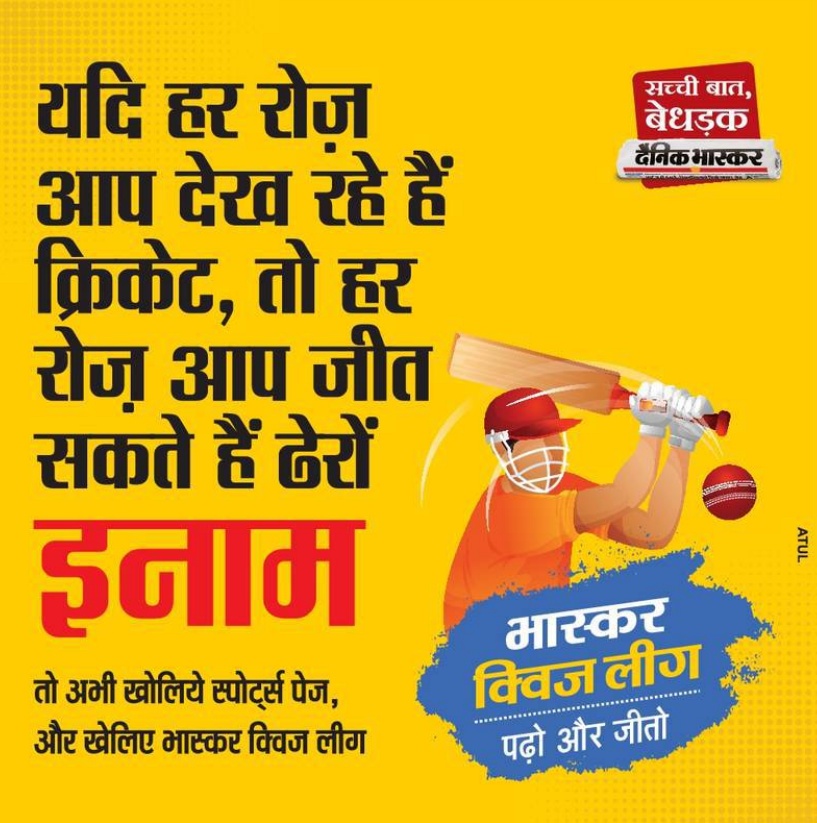 यदि हर रोज़
आप देख रहे हैं
क्रिकेट, तो हर
रोज़ आप जीत
सकते हैं ढेरों
इनाम
तो अभी खोलिये स्पोर्ट्स पेज,
और खेलिए भास्कर क्विज लीग
सच्ची बात,
बेधड़क
दैनिक भास्कर
भास्कर
क्विज लीग
पढ़ो और जीतो
ATUL